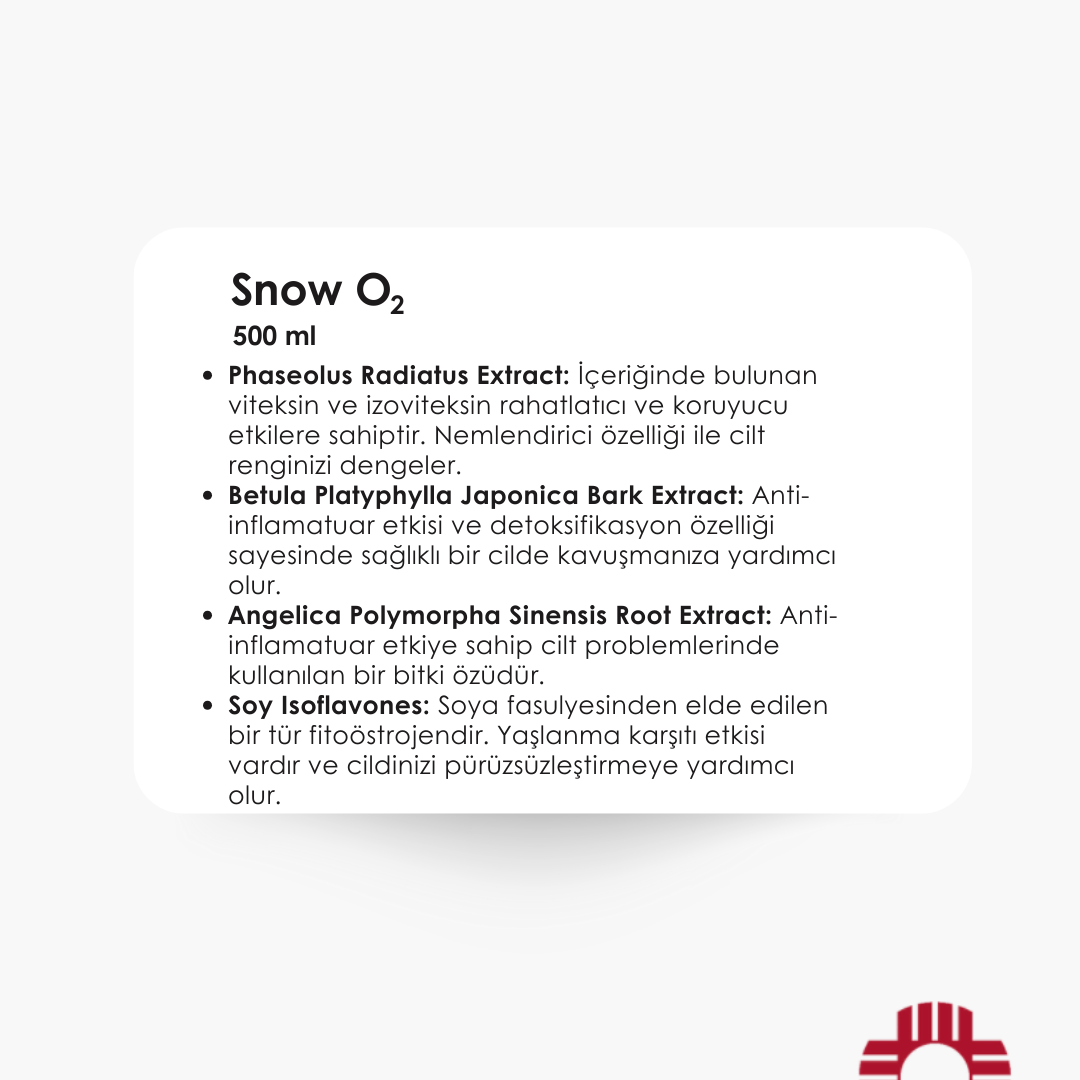 Snow O₂
500 ml
• Phaseolus Radiatus Extract: İçeriğinde bulunan
viteksin ve izoviteksin rahatlatıcı ve koruyucu
etkilere sahiptir. Nemlendirici özelliği ile cilt
renginizi dengeler.
• Betula Platyphylla Japonica Bark Extract: Anti-
inflamatuar etkisi ve detoksifikasyon özelliği
sayesinde sağlıklı bir cilde kavuşmanıza yardımcı
olur.
• Angelica Polymorpha Sinensis Root Extract: Anti-
inflamatuar etkiye sahip cilt problemlerinde
kullanılan bir bitki özüdür.
• Soy Isoflavones: Soya fasulyesinden elde edilen
bir tür fitoöstrojendir. Yaşlanma karşıtı etkisi
vardır ve cildinizi pürüzsüzleştirmeye yardımcı
olur.